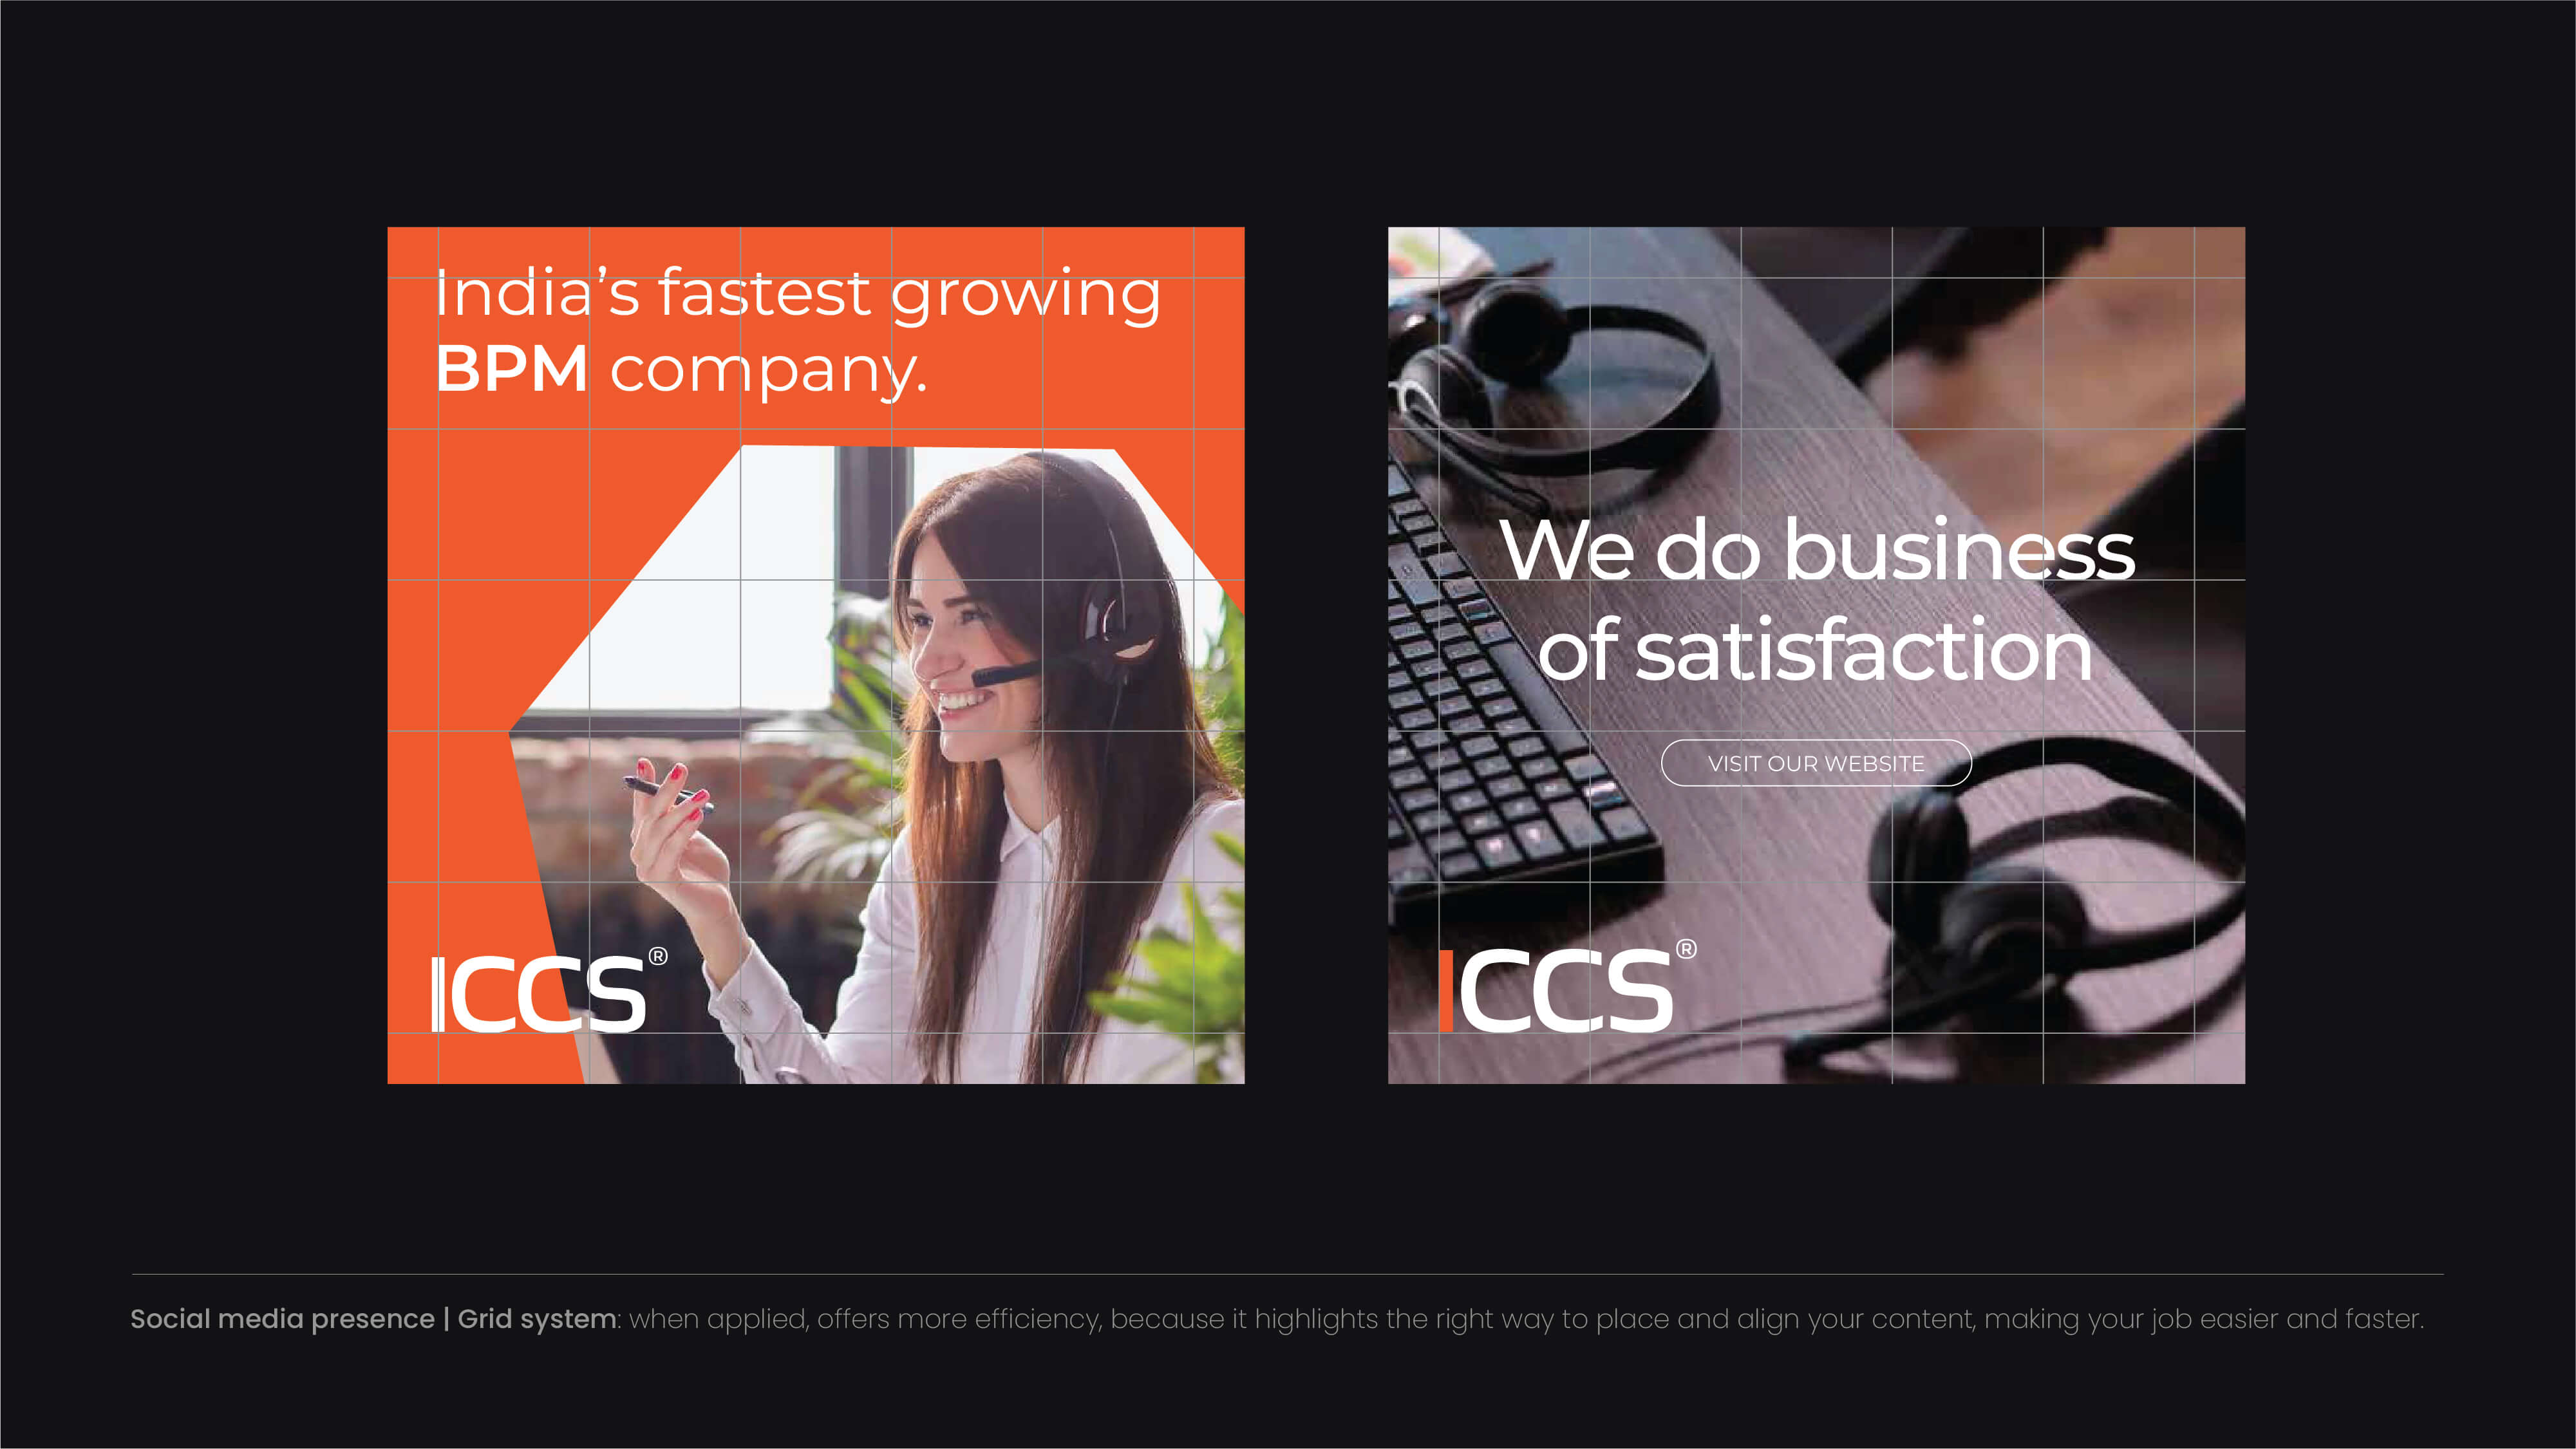 India’s fastest growing
BPM company.
ICCS®
We do business
of satisfaction
VISIT OUR WEBSITE
ICCS®
Social media presence | Grid system: when applied, offers more efficiency, because it highlights the right way to place and align your content, making your job easier and faster.